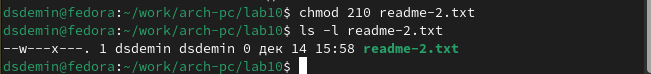 dsdemin@fedora:~/work/arch-pc/lab10$ chmod 210 readme-2.txt
dsdemin@fedora:~/work/arch-pc/lab10$ ls -l readme-2.txt
--w---x---. 1 dsdemin dsdemin 0 дек 14 15:58 readme-2.txt
dsdemin@fedora:~/work/arch-pc/lab10$